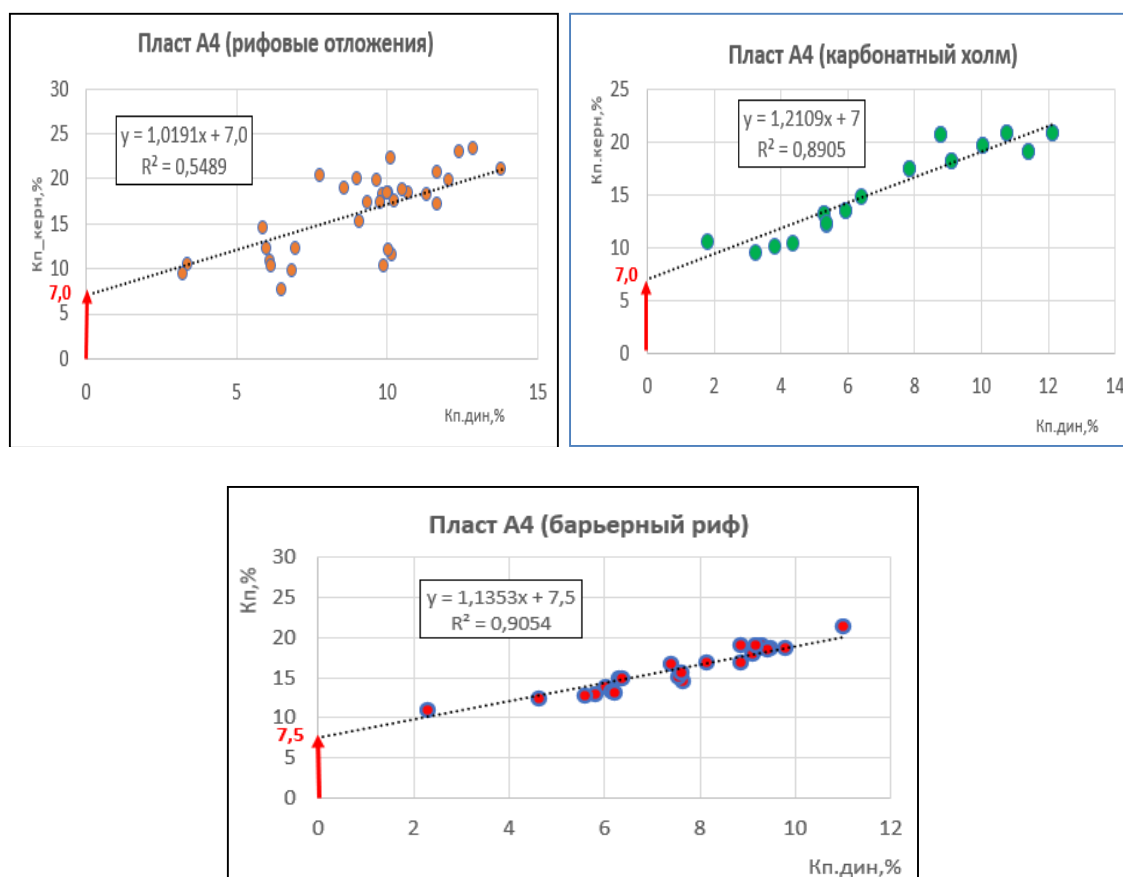 Пласт А4 (рифовые отложения)
30
25
20
15
10
7,0
5
0
Кп_керн,%
y = 1,0191x + 7,0
R² = 0,5489
0 5 10 15
Кп.дин,%
Пласт А4 (карбонатный холм)
25
20
15
10
7,0
5
0
Кп.керн,%
y = 1,2109x + 7
R² = 0,8905
0 2 4 6 8 10 12 14
Кп.дин,%
Пласт А4 (барьерный риф)
30
25
20
15
10
7,5
5
0
Кп,%
y = 1,1353x + 7,5
R² = 0,9054
0 2 4 6 8 10 12
Кп.дин,%